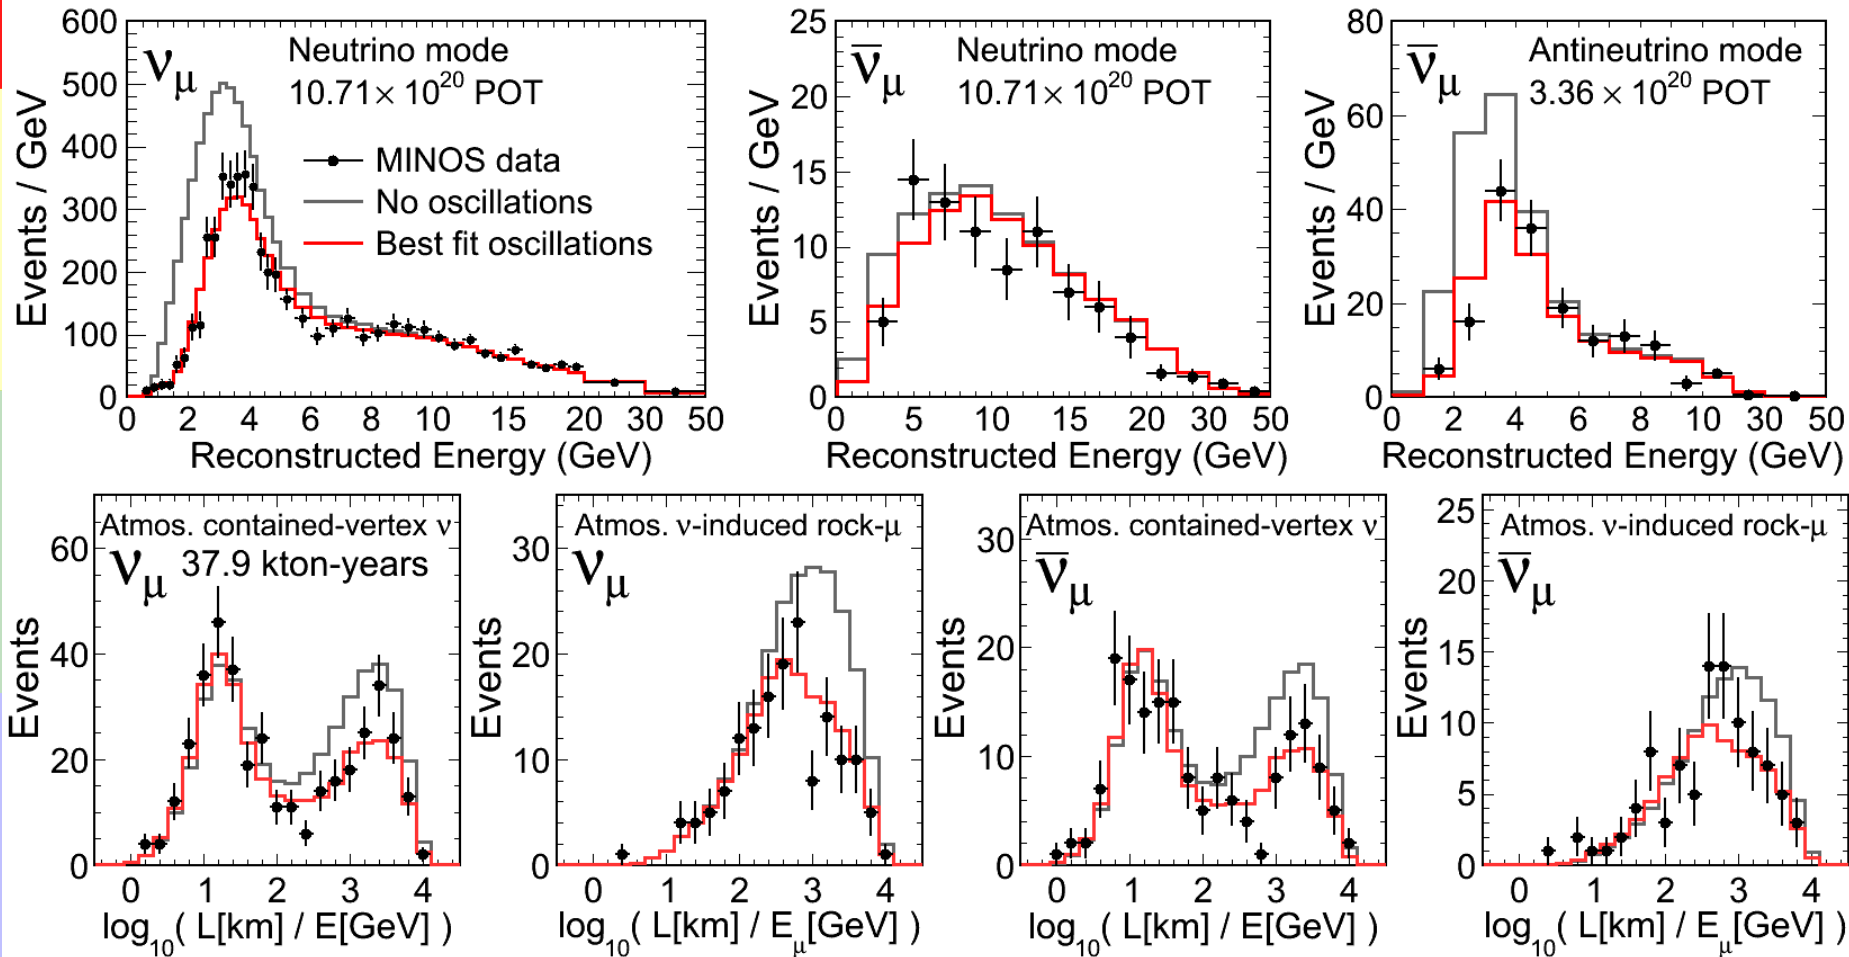 νμ
Neutrino mode
10.71× 10²⁰ POT
MINOS data
No oscillations
Best fit oscillations
Events / GeV
600
500
400
300
200
100
0
0 2 4 6 8 10 15 20 30 50
Reconstructed Energy (GeV)
ν̅μ
Neutrino mode
10.71× 10²⁰ POT
Events / GeV
25
20
15
10
5
0
0 5 10 15 20 30 50
Reconstructed Energy (GeV)
ν̅μ
Antineutrino mode
3.36 × 10²⁰ POT
Events / GeV
80
60
40
20
0
0 2 4 6 8 10 15 20 30 50
Reconstructed Energy (GeV)
Atmos. contained-vertex ν
νμ 37.9 kton-years
Events
60
40
20
0
0 1 2 3 4
log₁₀( L[km] / E[GeV] )
Atmos. ν-induced rock-μ
νμ
Events
30
20
10
0
0 1 2 3 4
log₁₀( L[km] / Eμ[GeV] )
Atmos. contained-vertex ν
ν̅μ
Events
30
20
10
0
0 1 2 3 4
log₁₀( L[km] / E[GeV] )
Atmos. ν-induced rock-μ
ν̅μ
Events
25
20
15
10
5
0
0 1 2 3 4
log₁₀( L[km] / Eμ[GeV] )